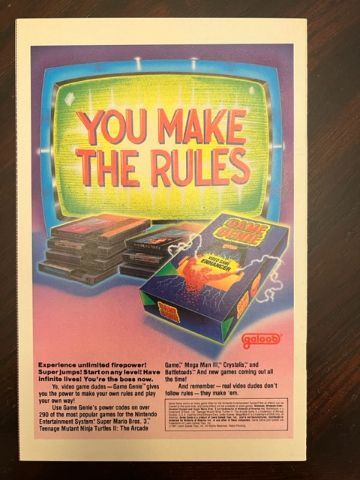 YOU MAKE
THE RULES
GAME
GENIE
VIDEO GAME
ENHANCER
galoob
Experience unlimited firepower!
Super jumps! Start on any level! Have
infinite lives! You're the boss now.
Yo, video game dudes — Game Genie™ gives
you the power to make your own rules and play
your own way!
Use Game Genie's power codes on over
290 of the most popular games for the Nintendo
Entertainment System.® Super Mario Bros. 3,™
Teenage Mutant Ninja Turtles II: The Arcade
Game,™ Mega Man III,™ Crystalis,™ and
Battletoads.™ And new games coming out all
the time!
And remember — real video dudes don't
follow rules — they make 'em.